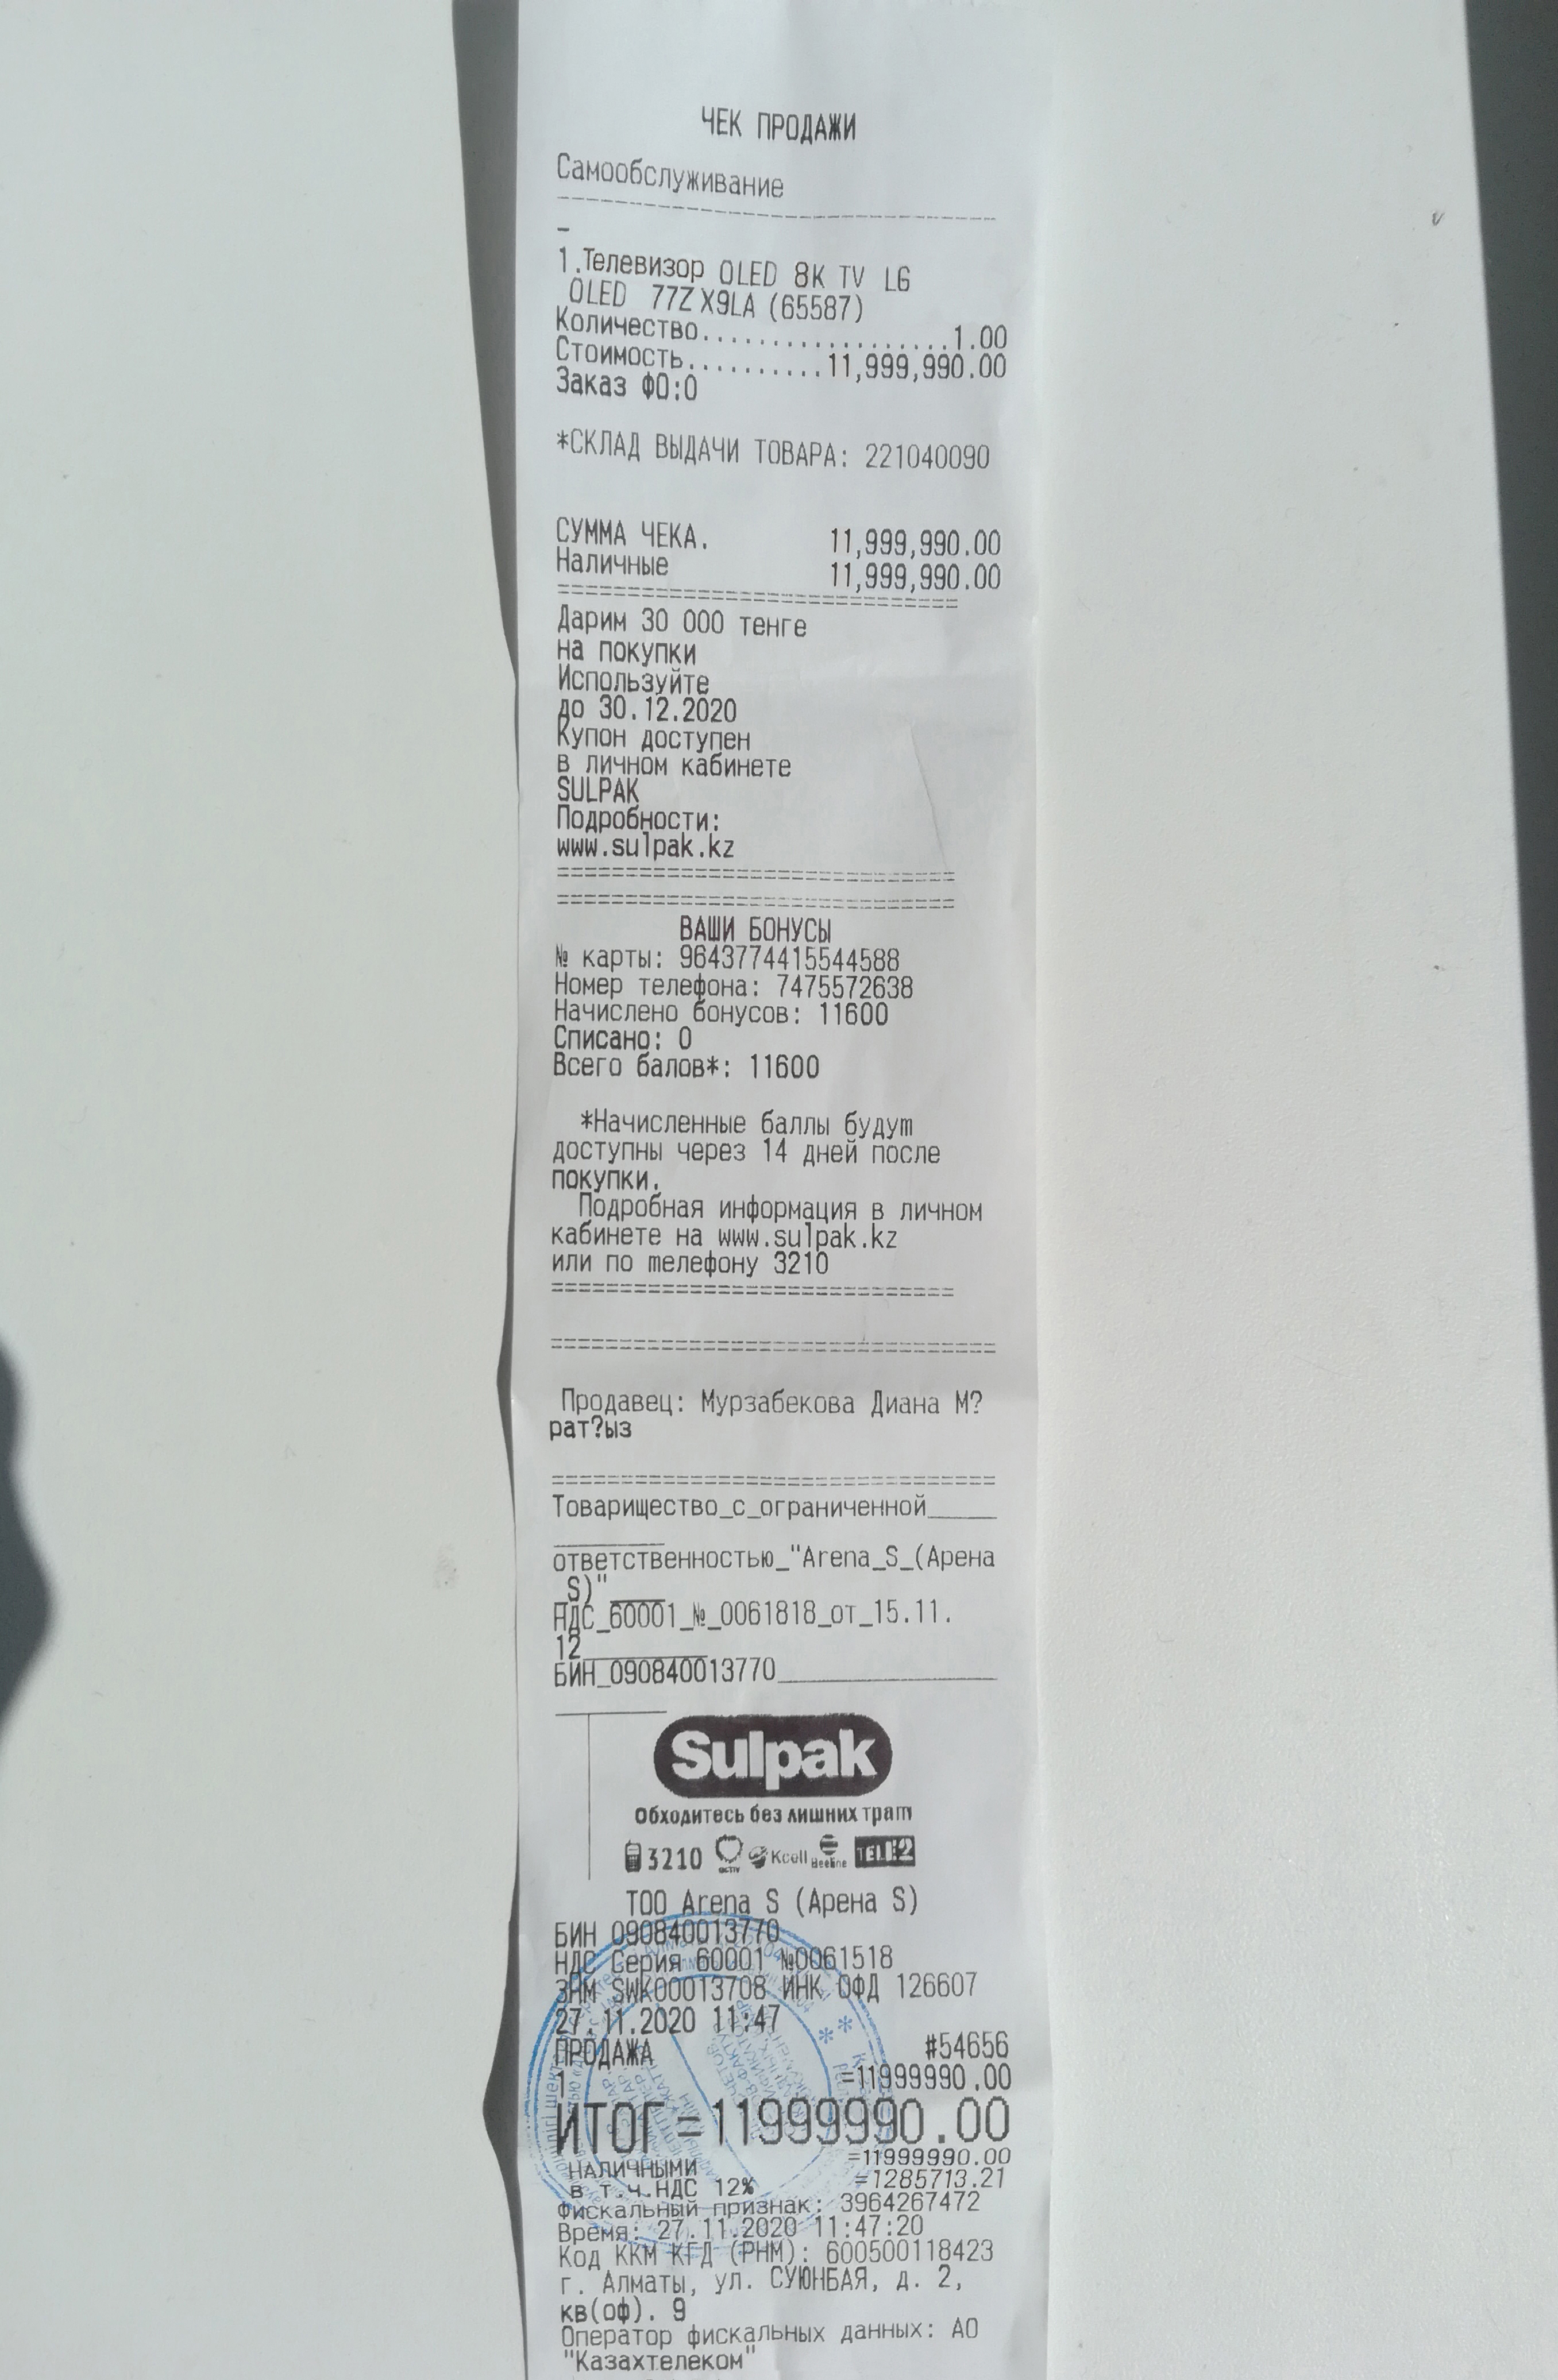 ЧЕК ПРОДАЖИ
Самообслуживание
-
1.Телевизор OLED 8K TV LG
OLED 77ZX9LA (65587)
Количество..................1.00
Стоимость..........11,999,990.00
Заказ Ф0:0
*СКЛАД ВЫДАЧИ ТОВАРА: 221040090
СУММА ЧЕКА. 11,999,990.00
Наличные 11,999,990.00
Дарим 30 000 тенге
на покупки
Используйте
до 30.12.2020
Купон доступен
в личном кабинете
SULPAK
Подробности:
www.sulpak.kz
ВАШИ БОНУСЫ
№ карты: 9643774415544588
Номер телефона: 7475572638
Начислено бонусов: 11600
Списано: 0
Всего балов*: 11600
*Начисленные баллы будут
доступны через 14 дней после
покупки.
Подробная информация в личном
кабинете на www.sulpak.kz
или по телефону 3210
Продавец: Мурзабекова Диана М?
рат?ыз
Товарищество_с_ограниченной_____
ответственностью_"Arena_S_(Арена
S)"
НДС_60001_№_0061818_от_15.11.
12
БИН_090840013770
Sulpak
Обходитесь без лишних трат
3210 activ Kcell Beeline TELE2
ТОО Arena S (Арена S)
БИН 090840013770
НДС Серия 60001 №0061518
ЗНМ SWK00013708 ИНК ОФД 126607
27.11.2020 11:47
ПРОДАЖА #54656
1 =11999990.00
ИТОГ=11999990.00
НАЛИЧНЫМИ =11999990.00
в т.ч.НДС 12% =1285713.21
Фискальный признак: 3964267472
Время: 27.11.2020 11:47:20
Код ККМ КГД (РНМ): 600500118423
г. Алматы, ул. СУЮНБАЯ, д. 2,
кв(оф). 9
Оператор фискальных данных: АО
"Казахтелеком"